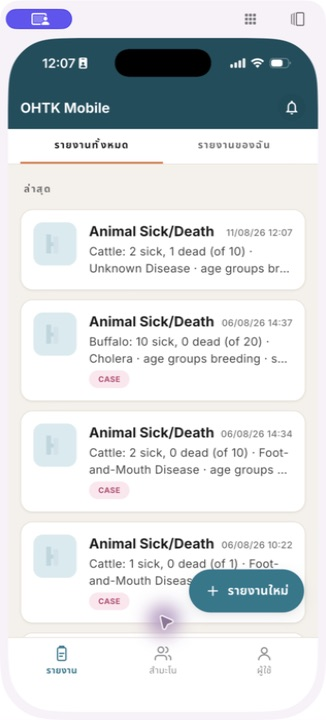 12:07
OHTK Mobile
รายงานทั้งหมด
รายงานของฉัน
ล่าสุด
Animal Sick/Death 11/08/26 12:07
Cattle: 2 sick, 1 dead (of 10) ·
Unknown Disease · age groups br...
Animal Sick/Death 06/08/26 14:37
Buffalo: 10 sick, 0 dead (of 20) ·
Cholera · age groups breeding · s...
CASE
Animal Sick/Death 06/08/26 14:34
Cattle: 2 sick, 0 dead (of 10) · Foot-
and-Mouth Disease · age groups ...
CASE
Animal Sick/Death 06/08/26 10:22
Cattle: 1 sick, 0 dead (of 1) · Foot-
and-Mouth Disease
CASE
+ รายงานใหม่
รายงาน
สำมะโน
ผู้ใช้